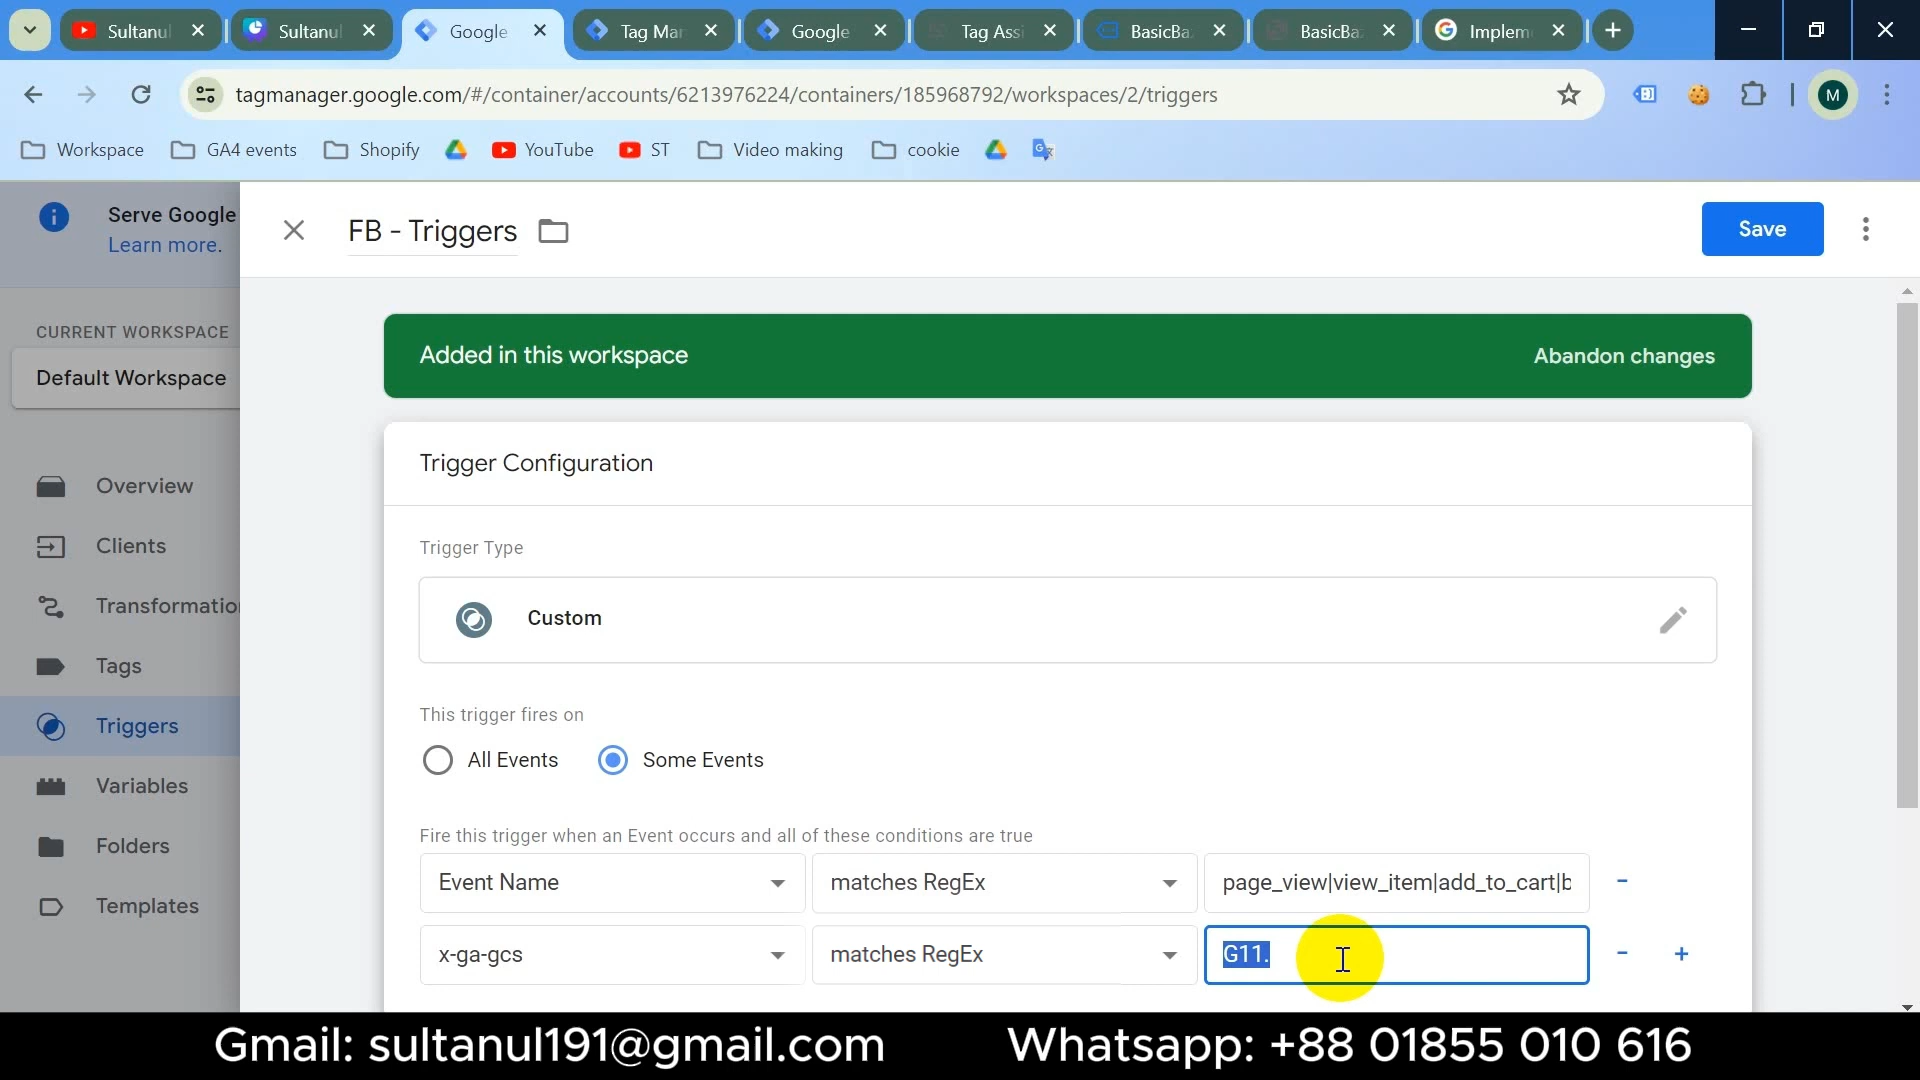 Sultanul
Sultanul
Google
Tag Mar
Google
Tag Assi
BasicBa
BasicBa
Implem
tagmanager.google.com/#/container/accounts/6213976224/containers/185968792/workspaces/2/triggers
M
Workspace
GA4 events
Shopify
YouTube
ST
Video making
cookie
Serve Google
Learn more.
FB - Triggers
Save
CURRENT WORKSPACE
Default Workspace
Added in this workspace
Abandon changes
Overview
Clients
Transformatio
Tags
Triggers
Variables
Folders
Templates
Trigger Configuration
Trigger Type
Custom
This trigger fires on
All Events
Some Events
Fire this trigger when an Event occurs and all of these conditions are true
Event Name
matches RegEx
page_view|view_item|add_to_cart|b
-
x-ga-gcs
matches RegEx
G11.
- +
Gmail: sultanul191@gmail.com Whatsapp: +88 01855 010 616